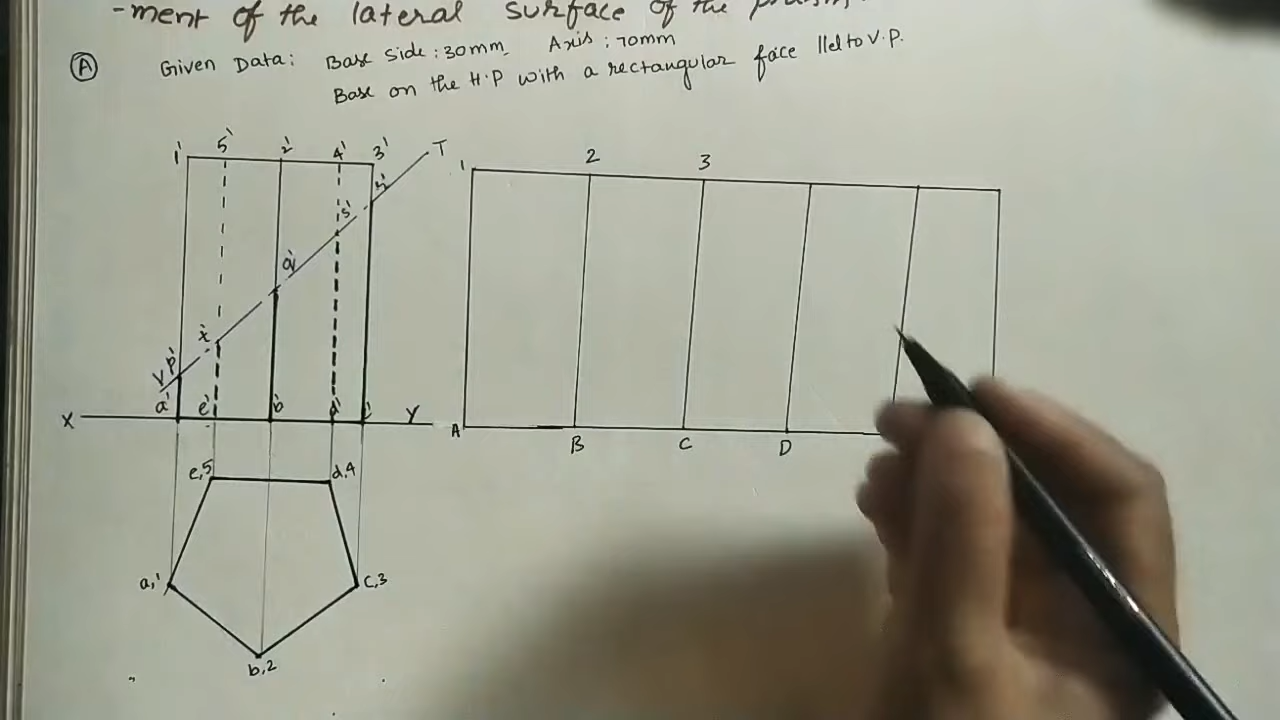 -ment of the lateral surface of the prism.
A Given Data: Base Side: 30mm, Axis: 70mm
Base on the H.P with a rectangular face llel to V.P.
1' 5' 2' 4' 3' T
1 2 3
s'
q'
r'
V p'
a' e' b'
X Y
A B C D
e,5 d,4
a,1 c,3
b,2